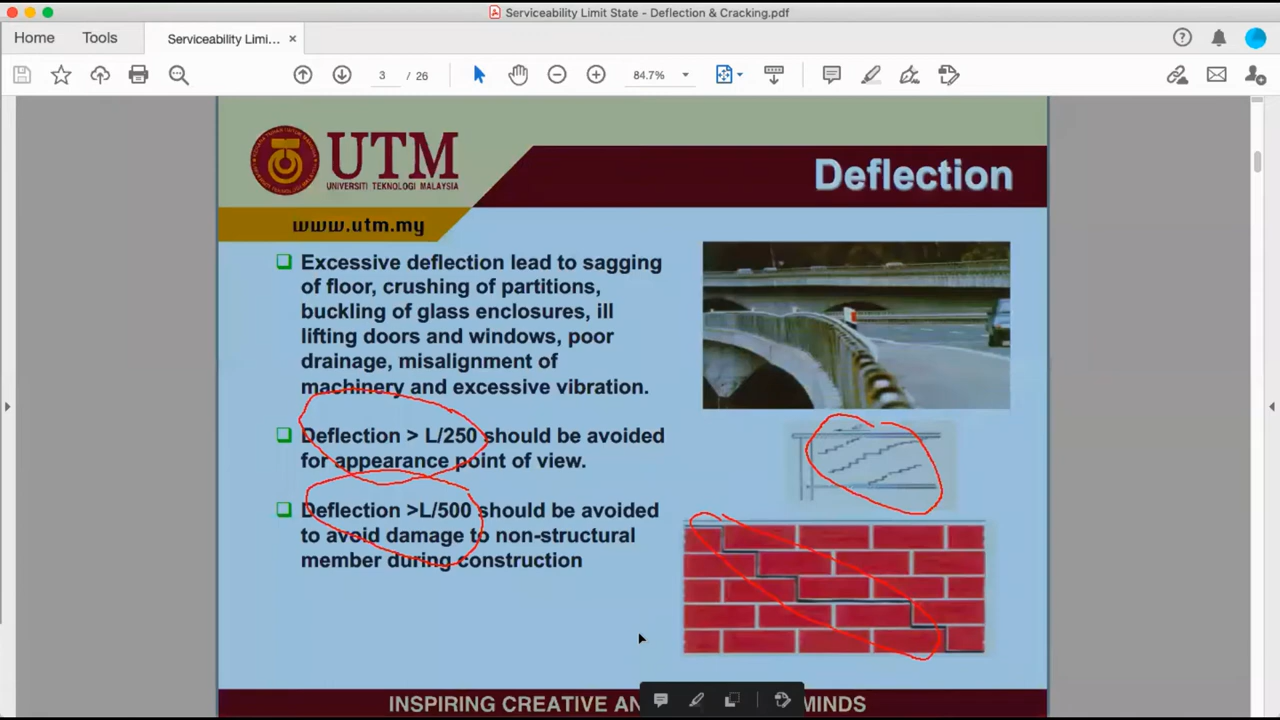 Serviceability Limit State - Deflection & Cracking.pdf
Home
Tools
Serviceability Limi...
3 / 26
84.7%
UTM
UNIVERSITI TEKNOLOGI MALAYSIA
Deflection
www.utm.my
Excessive deflection lead to sagging
of floor, crushing of partitions,
buckling of glass enclosures, ill
lifting doors and windows, poor
drainage, misalignment of
machinery and excessive vibration.
Deflection > L/250 should be avoided
for appearance point of view.
Deflection >L/500 should be avoided
to avoid damage to non-structural
member during construction
INSPIRING CREATIVE AN
MINDS